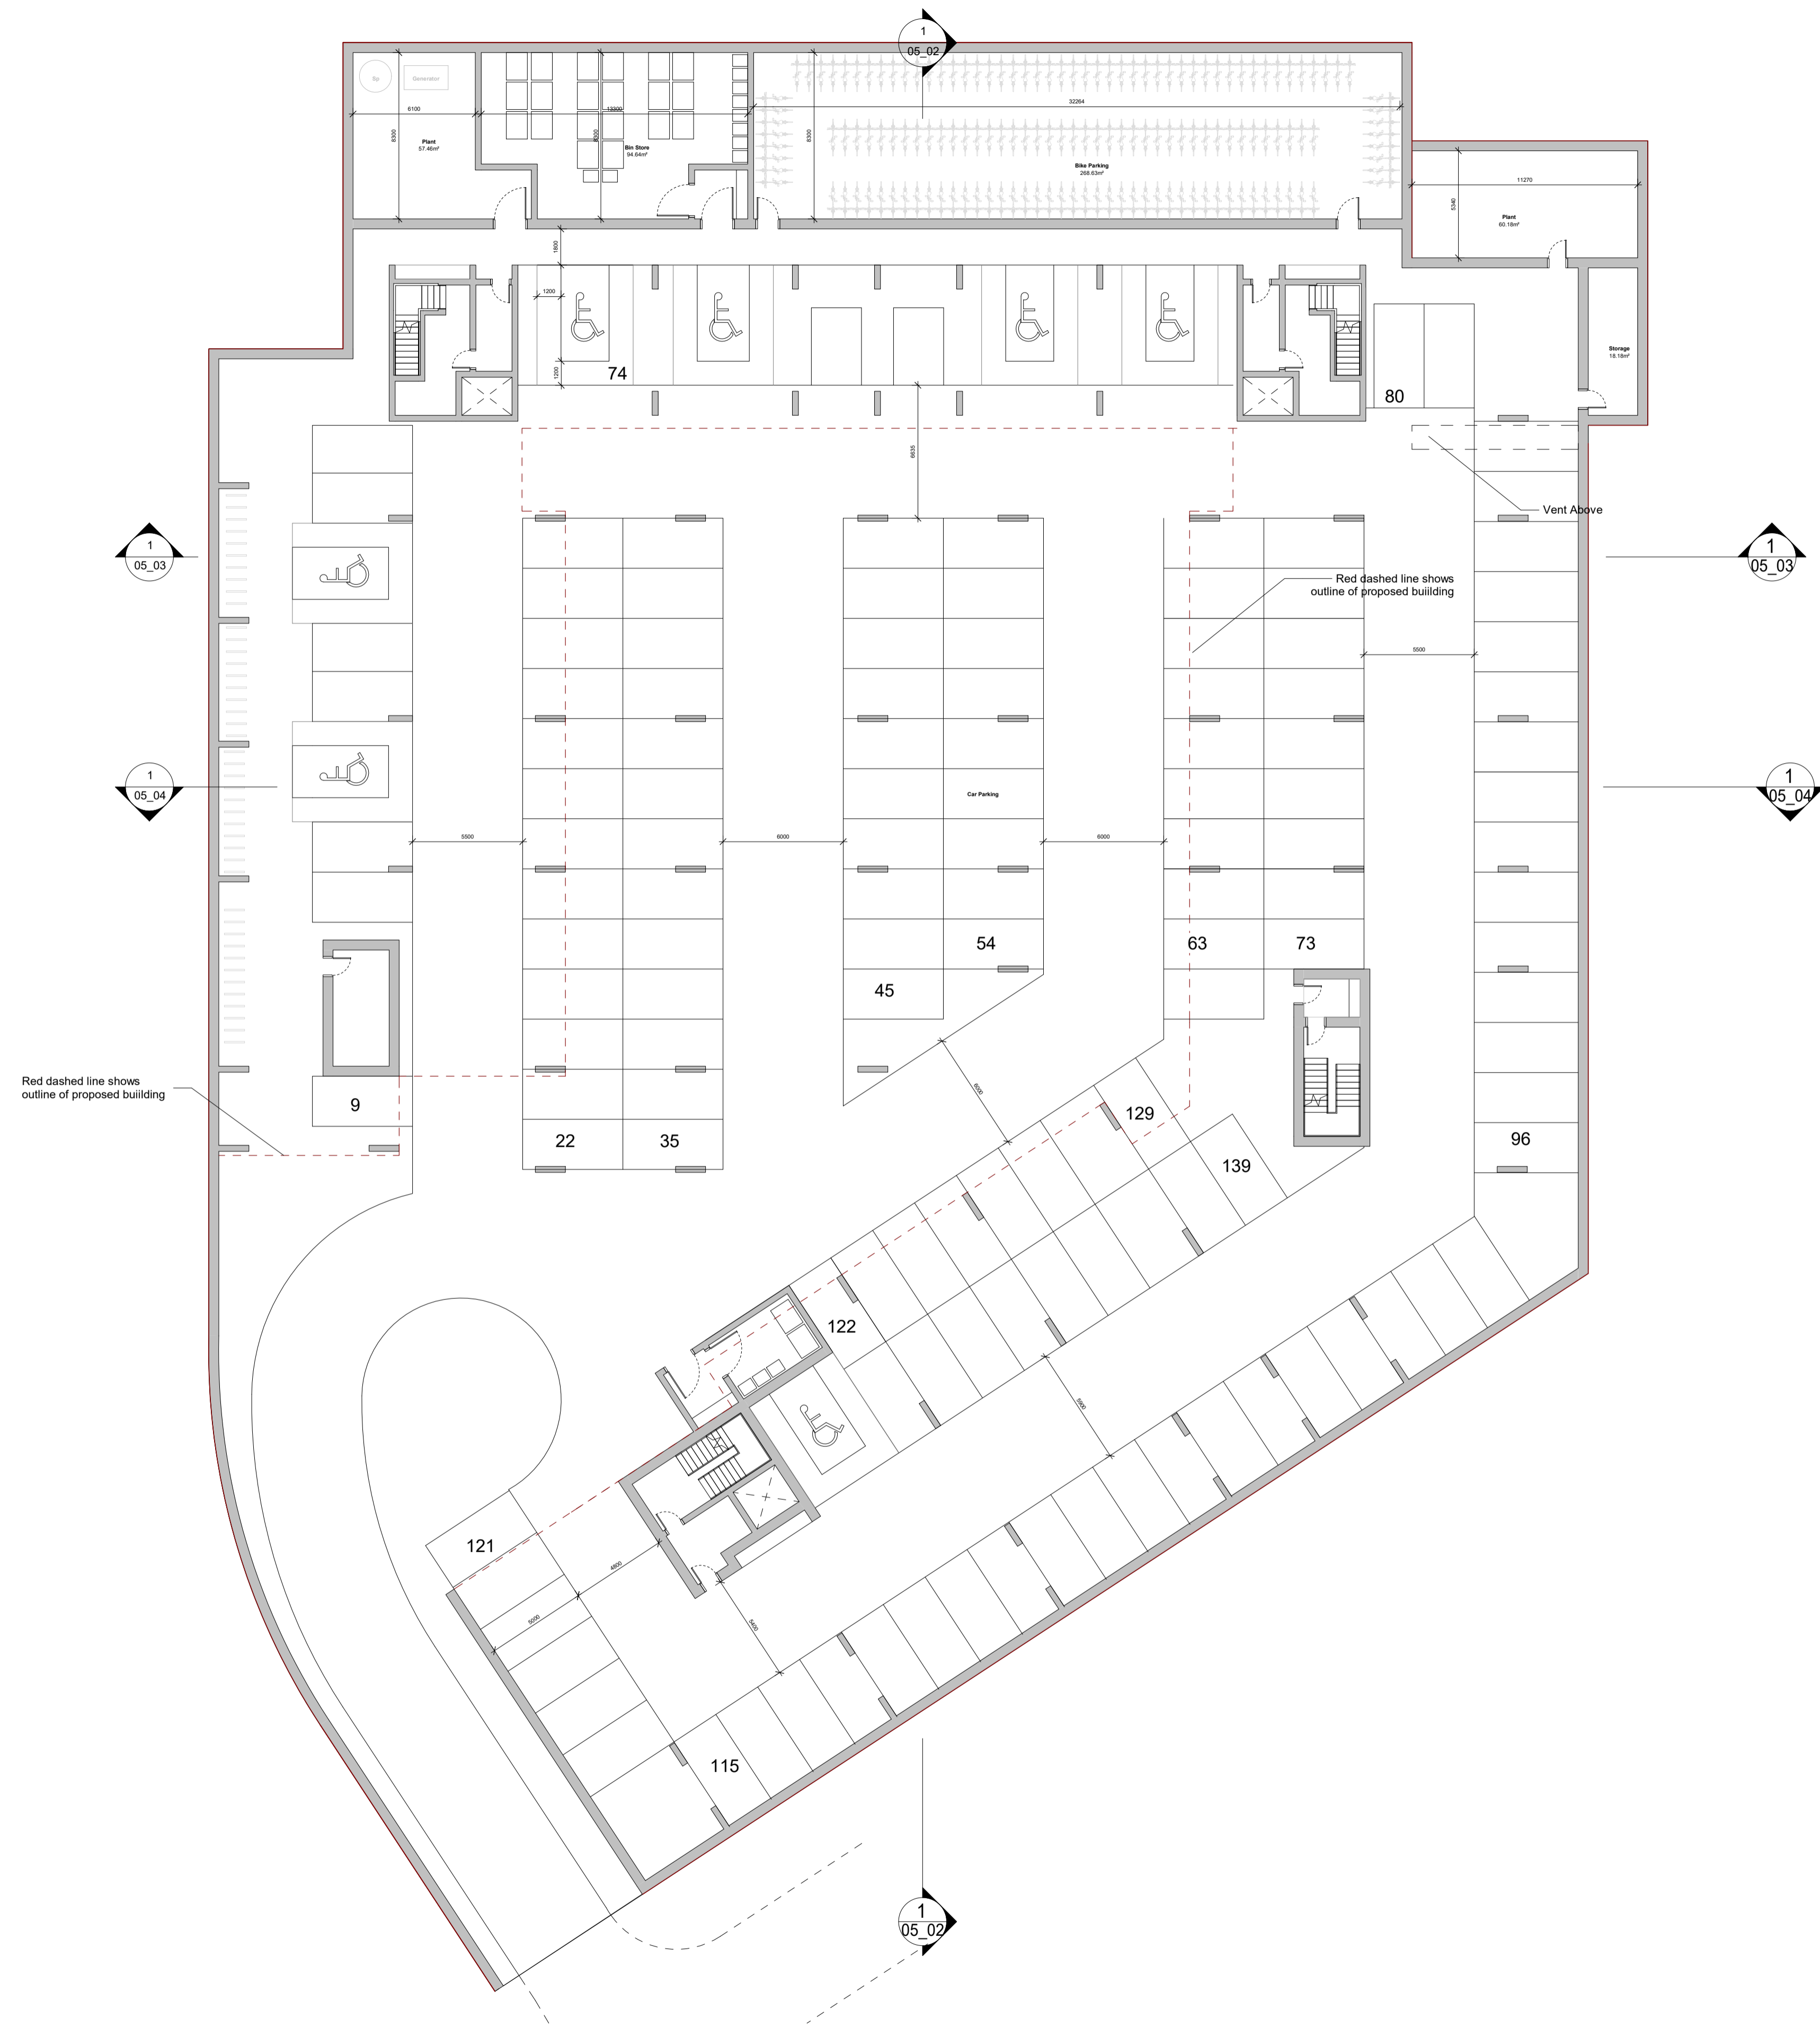 1
05_02
Sp
Generator
6100
13300
32264
8300
8300
8300
Plant
57.46m²
Bin Store
94.64m²
Bike Parking
268.63m²
11270
5340
Plant
60.18m²
1800
1200
1200
74
80
Storage
18.18m²
6635
Vent Above
1
05_03
1
05_03
Red dashed line shows
outline of proposed buiilding
5500
1
05_04
1
05_04
Car Parking
5500
6000
6000
54
63
73
45
Red dashed line shows
outline of proposed buiilding
9
6000
129
22
35
96
139
122
5500
121
4800
5000
5400
115
1
05_02